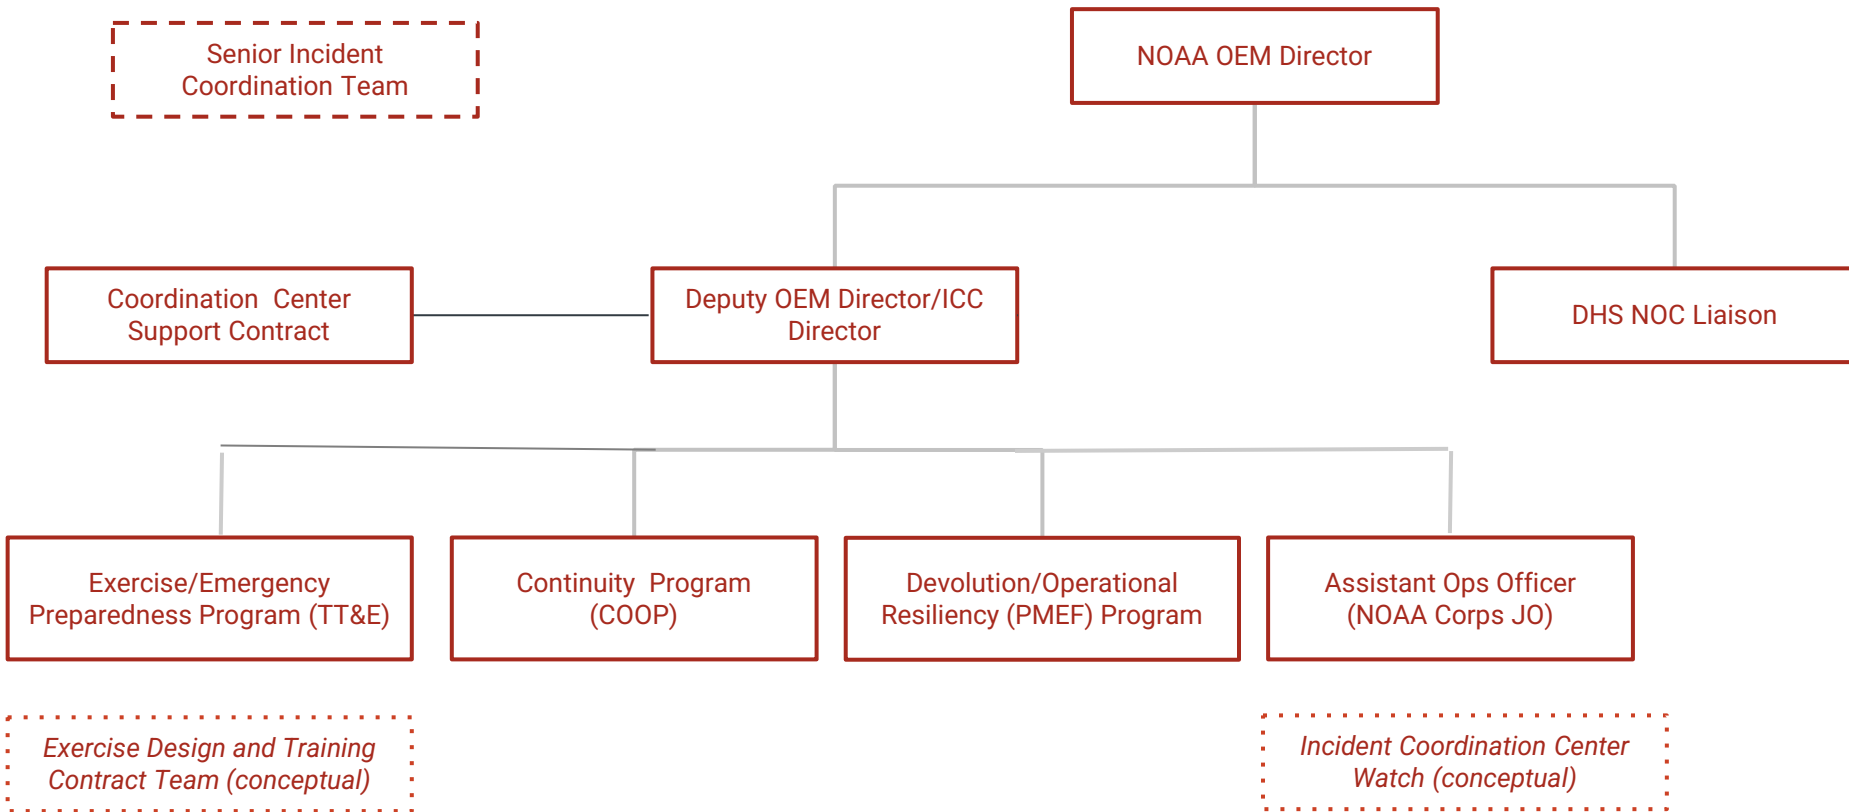 Senior Incident
Coordination Team
NOAA OEM Director
Coordination Center
Support Contract
Deputy OEM Director/ICC
Director
DHS NOC Liaison
Exercise/Emergency
Preparedness Program (TT&E)
Continuity Program
(COOP)
Devolution/Operational
Resiliency (PMEF) Program
Assistant Ops Officer
(NOAA Corps JO)
Exercise Design and Training
Contract Team (conceptual)
Incident Coordination Center
Watch (conceptual)